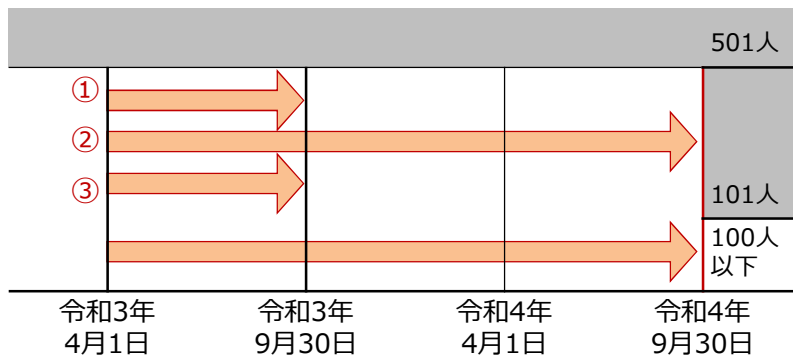 501人
①
②
③
101人
100人
以下
令和3年
4月1日
令和3年
9月30日
令和4年
4月1日
令和4年
9月30日